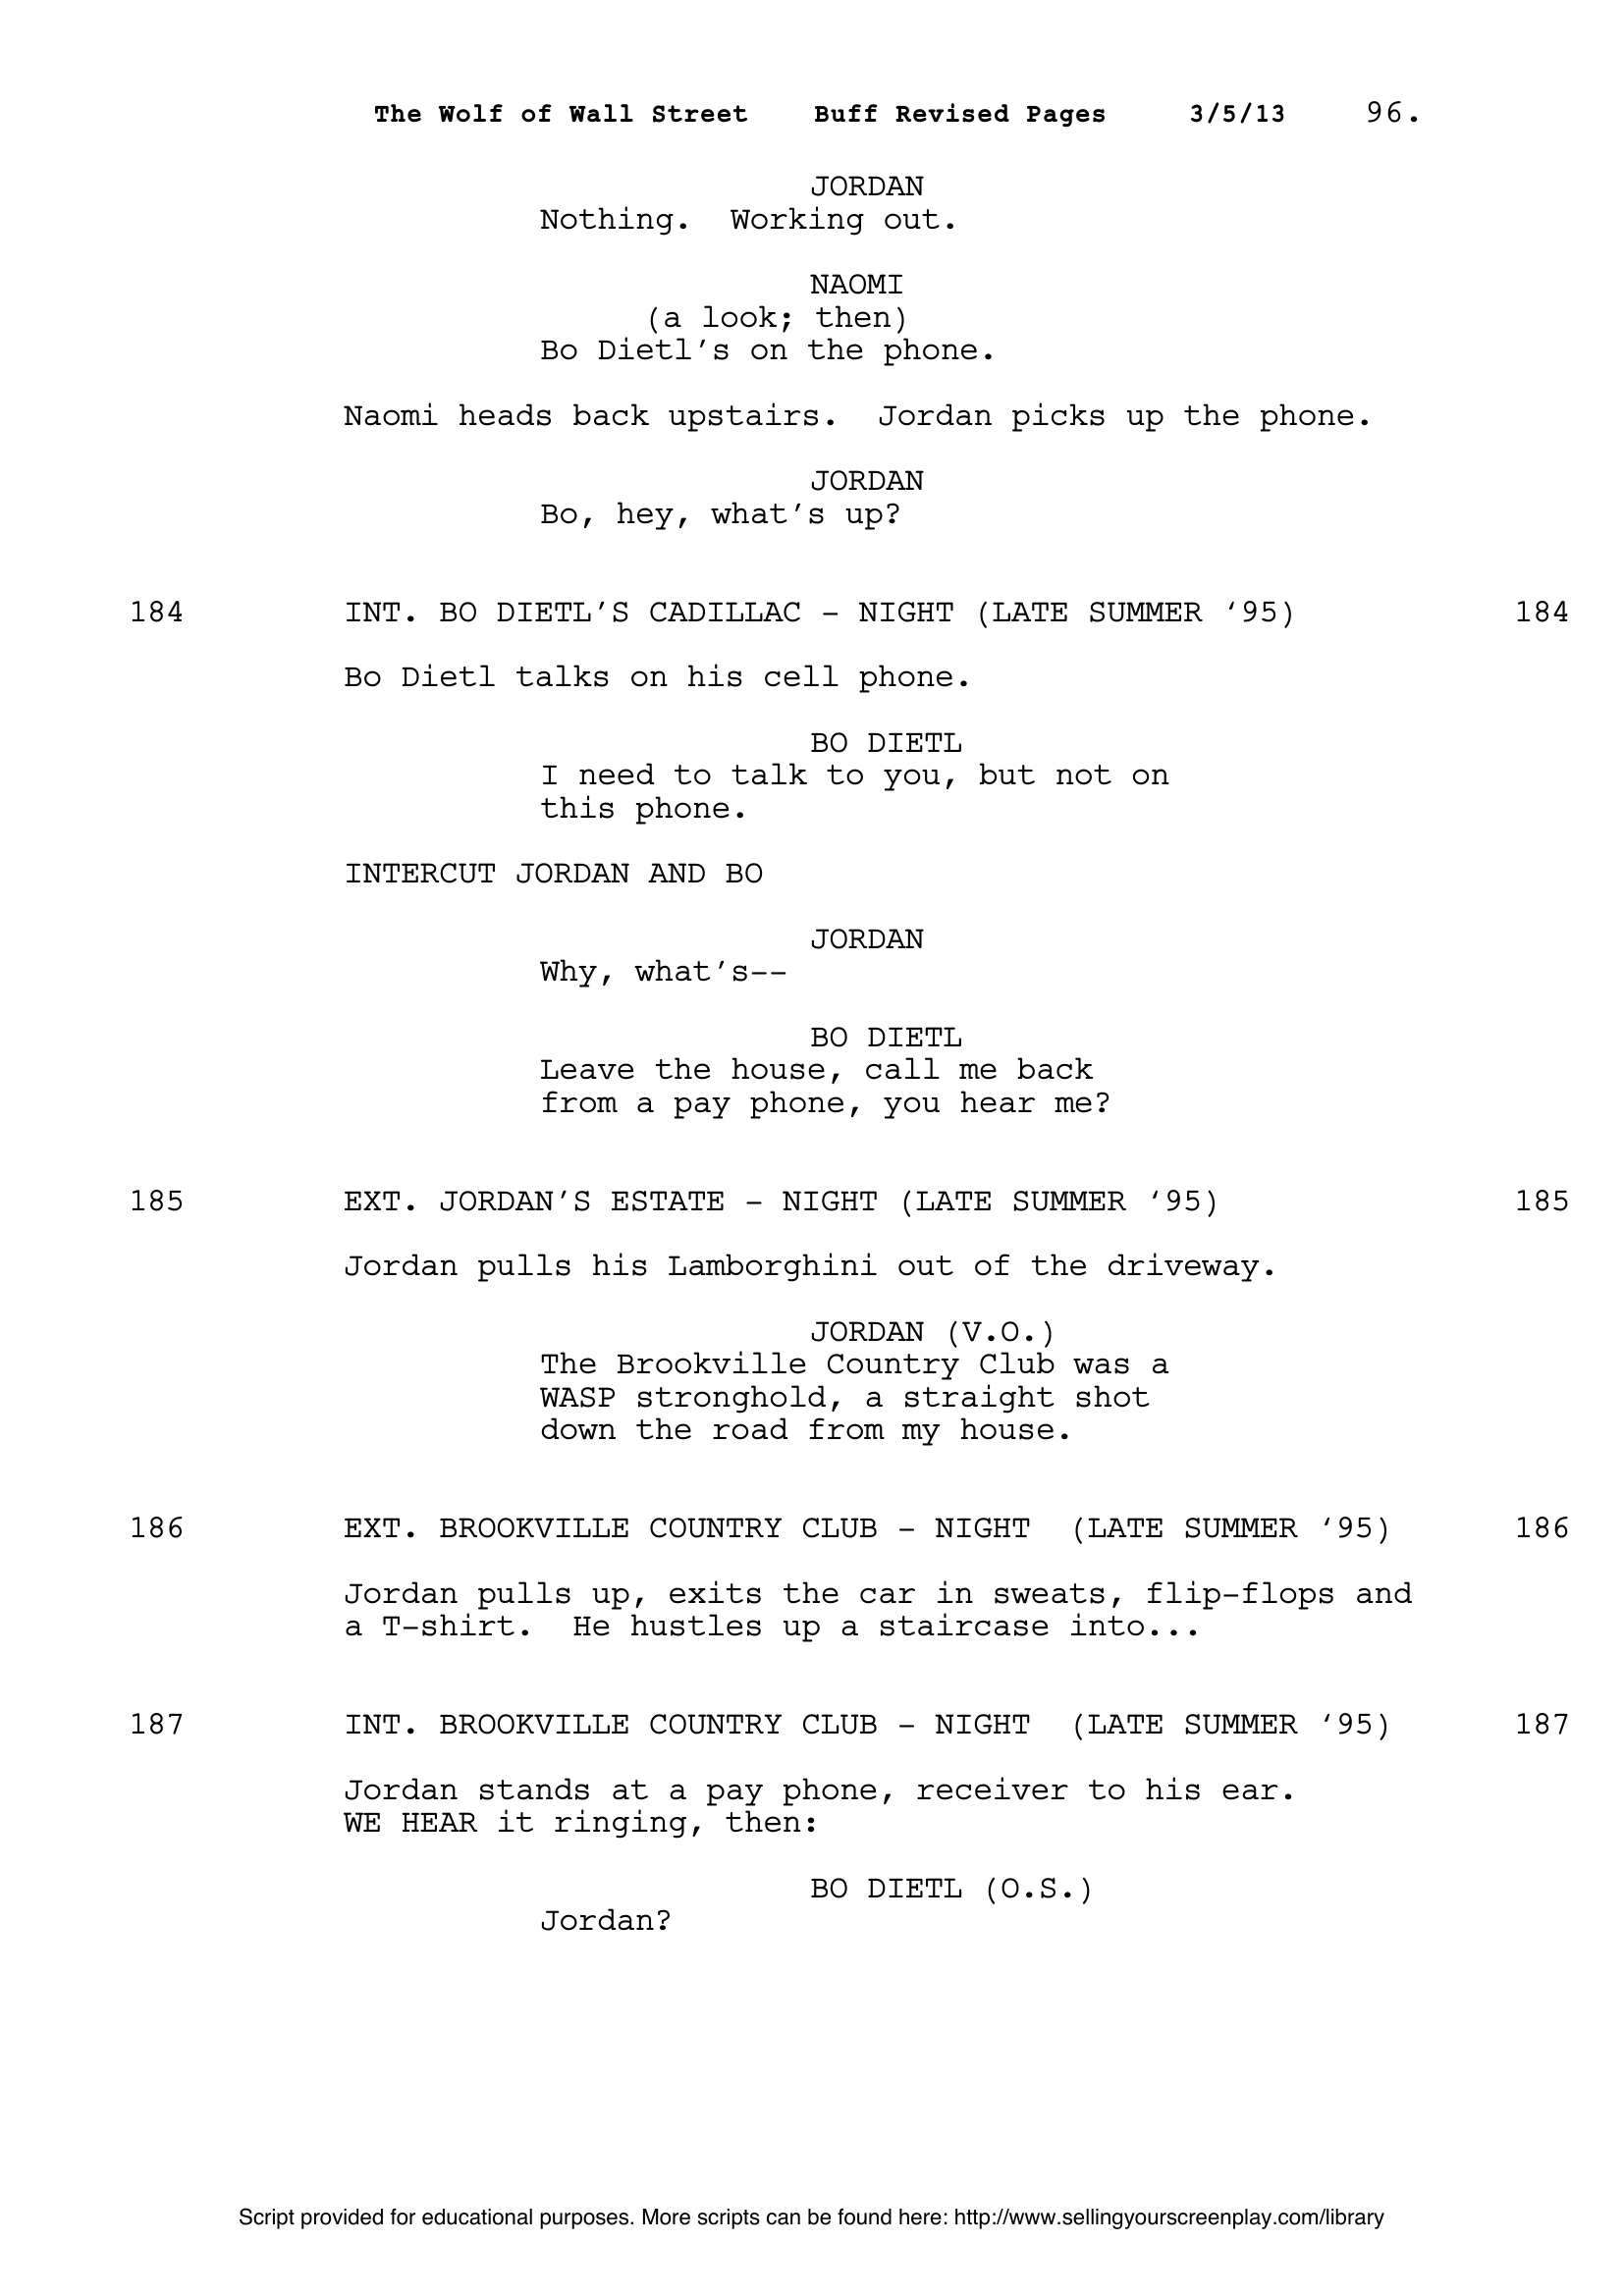 The Wolf of Wall Street    Buff Revised Pages    3/5/13    96.
JORDAN
Nothing.  Working out.
NAOMI
(a look; then)
Bo Dietl’s on the phone.
Naomi heads back upstairs.  Jordan picks up the phone.
JORDAN
Bo, hey, what’s up?
184 INT. BO DIETL’S CADILLAC - NIGHT (LATE SUMMER ‘95) 184
Bo Dietl talks on his cell phone.
BO DIETL
I need to talk to you, but not on
this phone.
INTERCUT JORDAN AND BO
JORDAN
Why, what’s--
BO DIETL
Leave the house, call me back
from a pay phone, you hear me?
185 EXT. JORDAN’S ESTATE - NIGHT (LATE SUMMER ‘95) 185
Jordan pulls his Lamborghini out of the driveway.
JORDAN (V.O.)
The Brookville Country Club was a
WASP stronghold, a straight shot
down the road from my house.
186 EXT. BROOKVILLE COUNTRY CLUB - NIGHT  (LATE SUMMER ‘95) 186
Jordan pulls up, exits the car in sweats, flip-flops and
a T-shirt.  He hustles up a staircase into...
187 INT. BROOKVILLE COUNTRY CLUB - NIGHT  (LATE SUMMER ‘95) 187
Jordan stands at a pay phone, receiver to his ear.
WE HEAR it ringing, then:
BO DIETL (O.S.)
Jordan?
Script provided for educational purposes. More scripts can be found here: http://www.sellingyourscreenplay.com/library